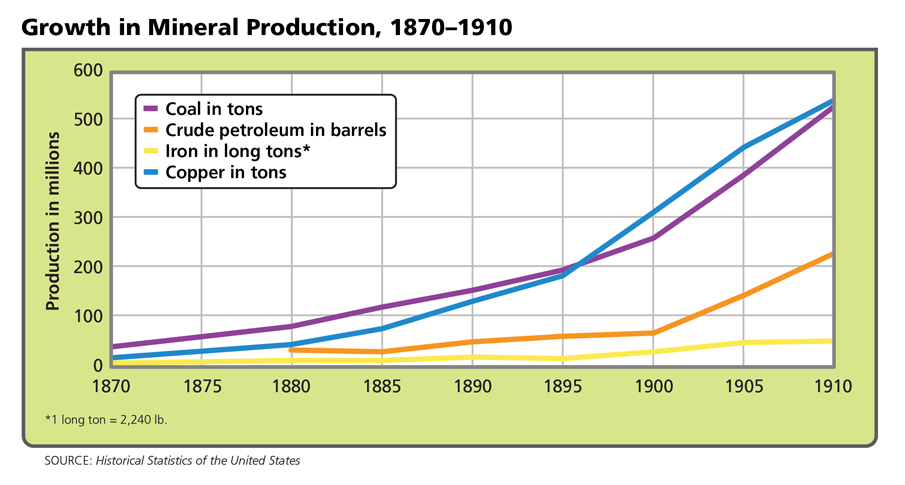 Growth in Mineral Production, 1870–1910
Production in millions
600
500
400
300
200
100
0
Coal in tons
Crude petroleum in barrels
Iron in long tons*
Copper in tons
1870 1875 1880 1885 1890 1895 1900 1905 1910
*1 long ton = 2,240 lb.
SOURCE: Historical Statistics of the United States